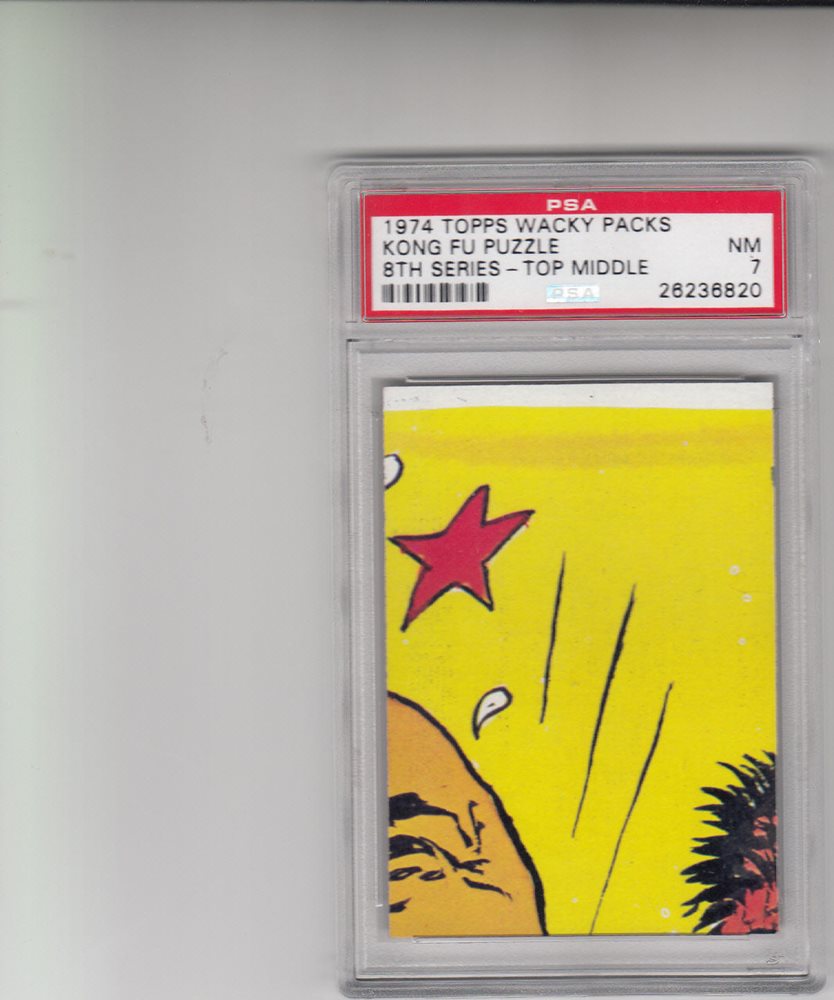 PSA
1974 TOPPS WACKY PACKS
KONG FU PUZZLE NM
8TH SERIES – TOP MIDDLE 7
PSA 26236820